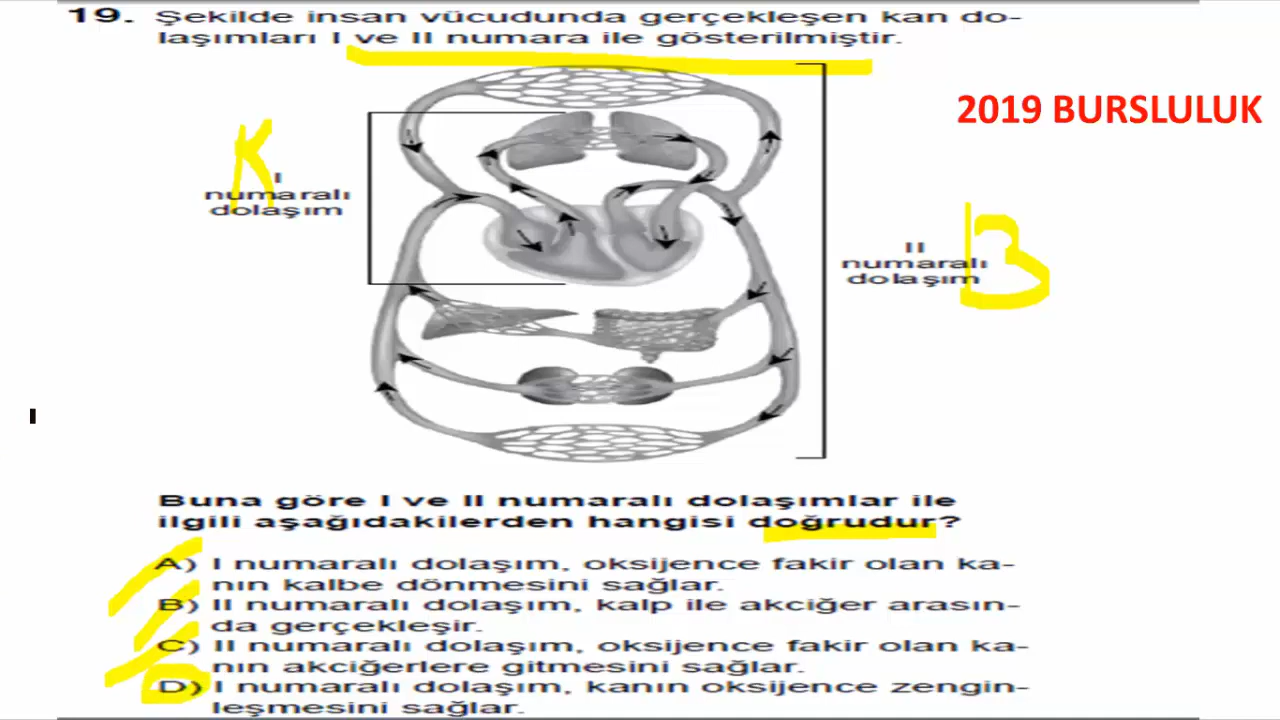 19. Şekilde insan vücudunda gerçekleşen kan do-
laşımları I ve II numara ile gösterilmiştir.
2019 BURSLULUK
K
I
numaralı
dolaşım
B
II
numaralı
dolaşım
Buna göre I ve II numaralı dolaşımlar ile
ilgili aşağıdakilerden hangisi doğrudur?
A) I numaralı dolaşım, oksijence fakir olan ka-
nın kalbe dönmesini sağlar.
B) II numaralı dolaşım, kalp ile akciğer arasın-
da gerçekleşir.
C) II numaralı dolaşım, oksijence fakir olan ka-
nın akciğerlere gitmesini sağlar.
D) I numaralı dolaşım, kanın oksijence zengin-
leşmesini sağlar.